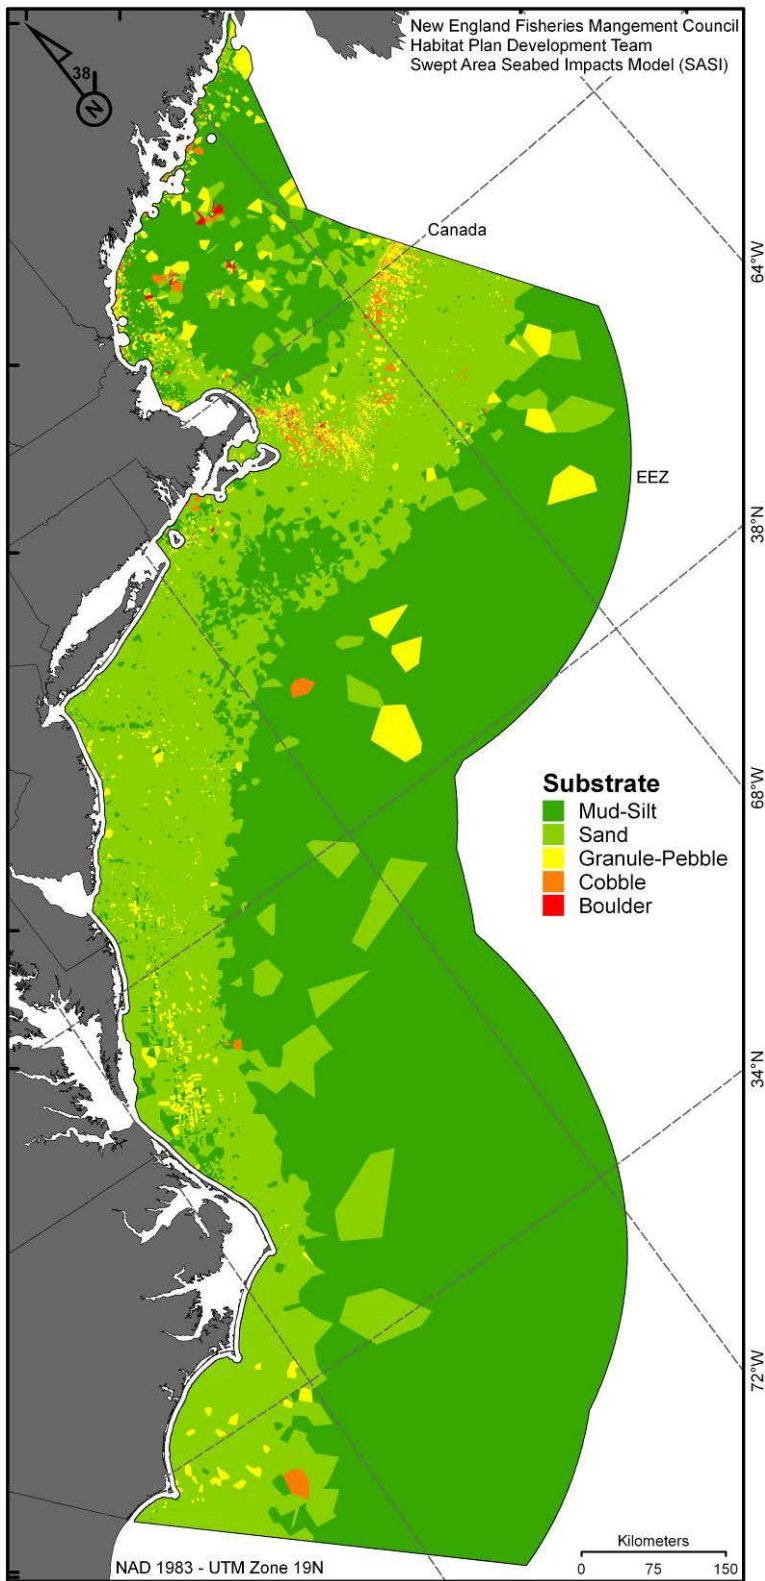 New England Fisheries Mangement Council
Habitat Plan Development Team
Swept Area Seabed Impacts Model (SASI)
38
N
Canada
64°W
EEZ
38°N
68°W
Substrate
Mud-Silt
Sand
Granule-Pebble
Cobble
Boulder
34°N
72°W
Kilometers
0 75 150
NAD 1983 - UTM Zone 19N